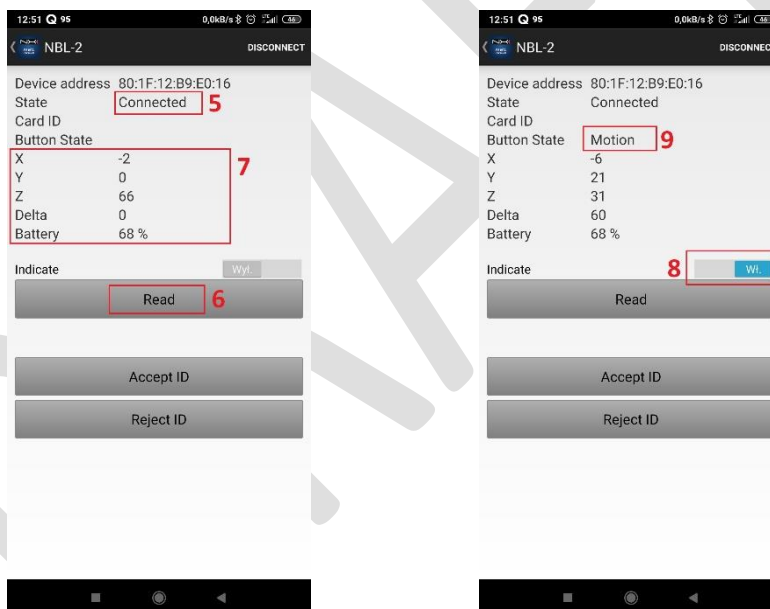 12:51 Q 95 0,0kB/s 46
NBL-2 DISCONNECT
Device address 80:1F:12:B9:E0:16
State Connected 5
Card ID
Button State
X -2
Y 0
Z 66
Delta 0
Battery 68 %
7
Indicate Wył.
Read 6
Accept ID
Reject ID
12:51 Q 95 0,0kB/s 46
NBL-2 DISCONNEC
Device address 80:1F:12:B9:E0:16
State Connected
Card ID
Button State Motion 9
X -6
Y 21
Z 31
Delta 60
Battery 68 %
Indicate 8 Wł.
Read
Accept ID
Reject ID